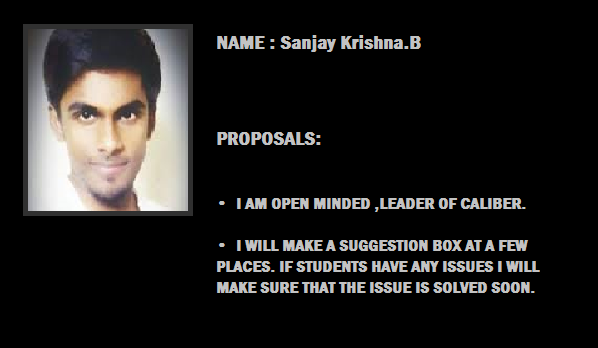 NAME : Sanjay Krishna.B
PROPOSALS:
• I AM OPEN MINDED ,LEADER OF CALIBER.
• I WILL MAKE A SUGGESTION BOX AT A FEW
PLACES. IF STUDENTS HAVE ANY ISSUES I WILL
MAKE SURE THAT THE ISSUE IS SOLVED SOON.